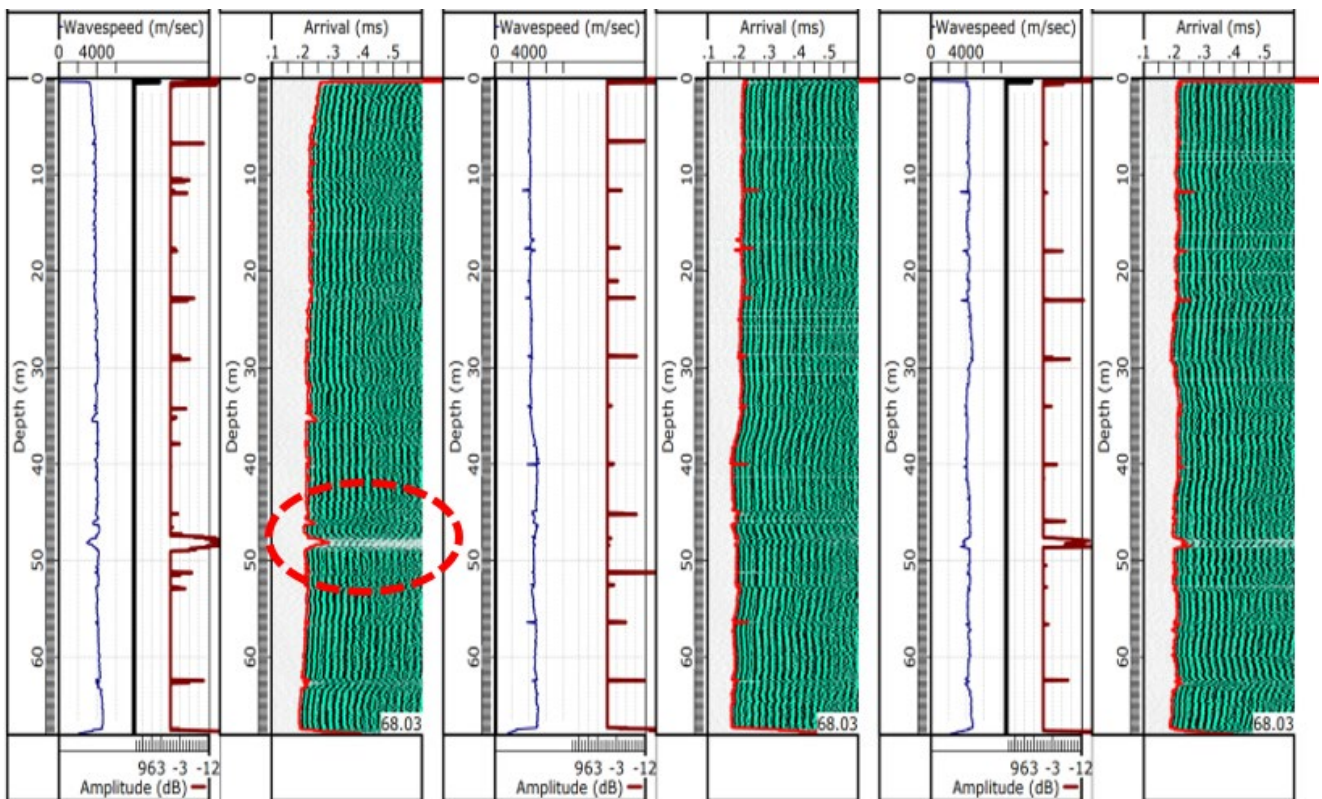 Wavespeed (m/sec)
0 4000
Arrival (ms)
.1 .2 .3 .4 .5
Wavespeed (m/sec)
0 4000
Arrival (ms)
.1 .2 .3 .4 .5
Wavespeed (m/sec)
0 4000
Arrival (ms)
.1 .2 .3 .4 .5
0
10
20
30
40
50
60
Depth (m)
0
10
20
30
40
50
60
Depth (m)
68.03
0
10
20
30
40
50
60
Depth (m)
0
10
20
30
40
50
60
Depth (m)
68.03
0
10
20
30
40
50
60
Depth (m)
0
10
20
30
40
50
60
Depth (m)
68.03
963 -3 -12
Amplitude (dB)
963 -3 -12
Amplitude (dB)
963 -3 -12
Amplitude (dB)